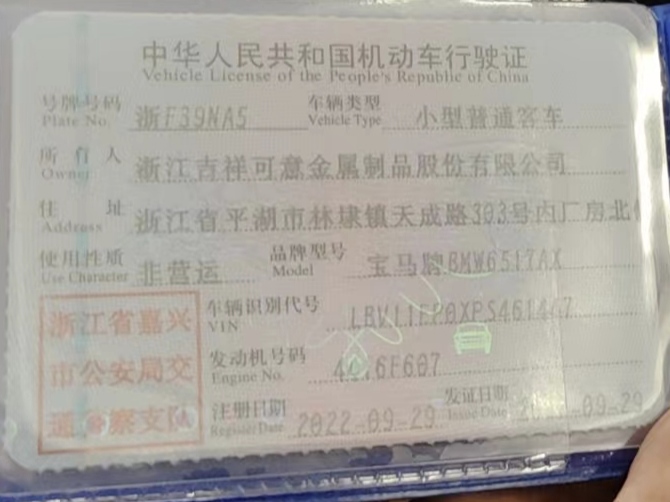 中华人民共和国机动车行驶证
Vehicle License of the People's Republic of China
号牌号码 浙F39NA5 车辆类型 小型普通客车
Plate No. Vehicle Type
所有人 浙江吉祥可意金属制品股份有限公司
Owner
住址 浙江省平湖市林埭镇天成路303号内厂房北
Address
使用性质 非营运 品牌型号 宝马牌BMW6517AX
Use Character Model
浙江省嘉兴
市公安局交
通警察支队
车辆识别代号
VIN
发动机号码
Engine No.
注册日期 2022-09-29 发证日期
Register Date Issue Date